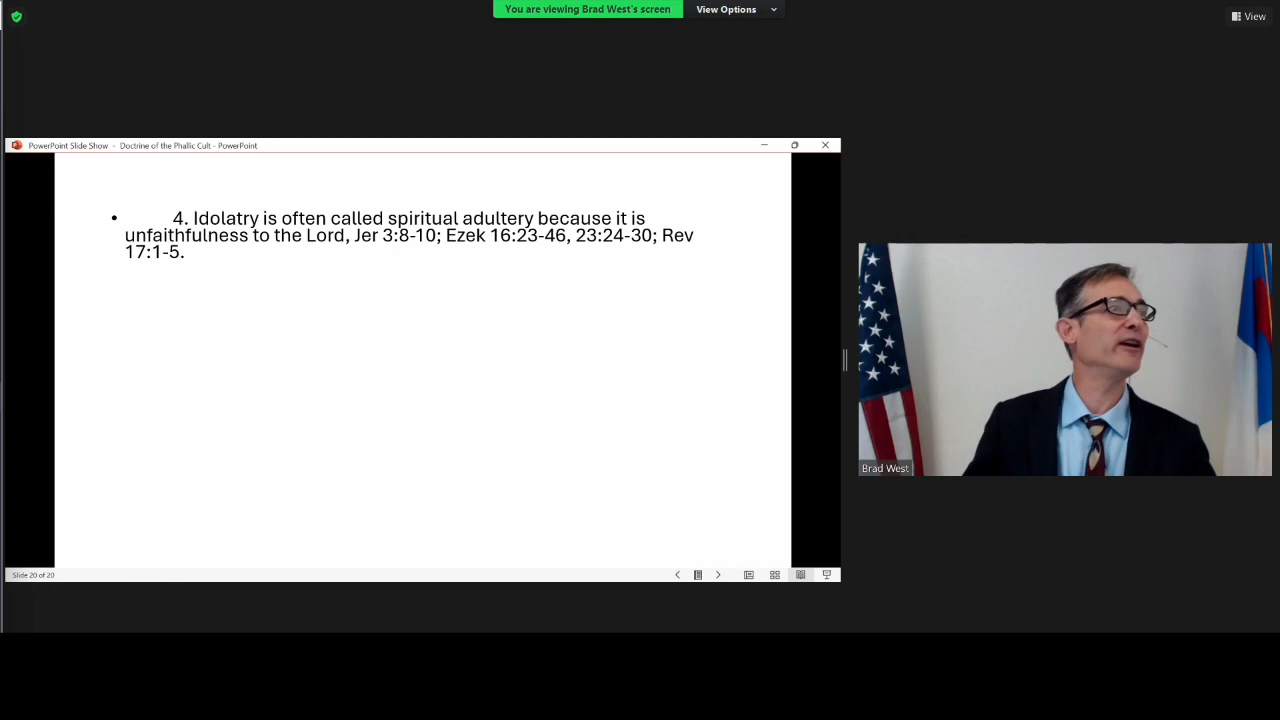 You are viewing Brad West's screen
View Options
View
PowerPoint Slide Show - Doctrine of the Phallic Cult - PowerPoint
• 4. Idolatry is often called spiritual adultery because it is
unfaithfulness to the Lord, Jer 3:8-10; Ezek 16:23-46, 23:24-30; Rev
17:1-5.
Brad West
Slide 20 of 20